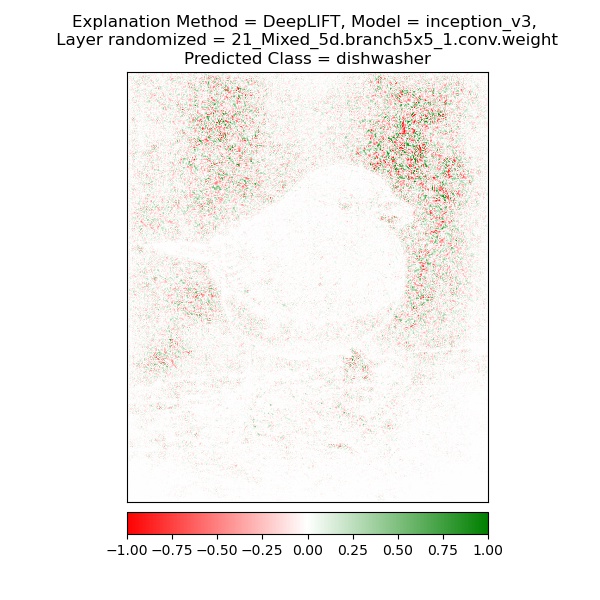 Explanation Method = DeepLIFT, Model = inception_v3,
Layer randomized = 21_Mixed_5d.branch5x5_1.conv.weight
Predicted Class = dishwasher
−1.00 −0.75 −0.50 −0.25 0.00 0.25 0.50 0.75 1.00